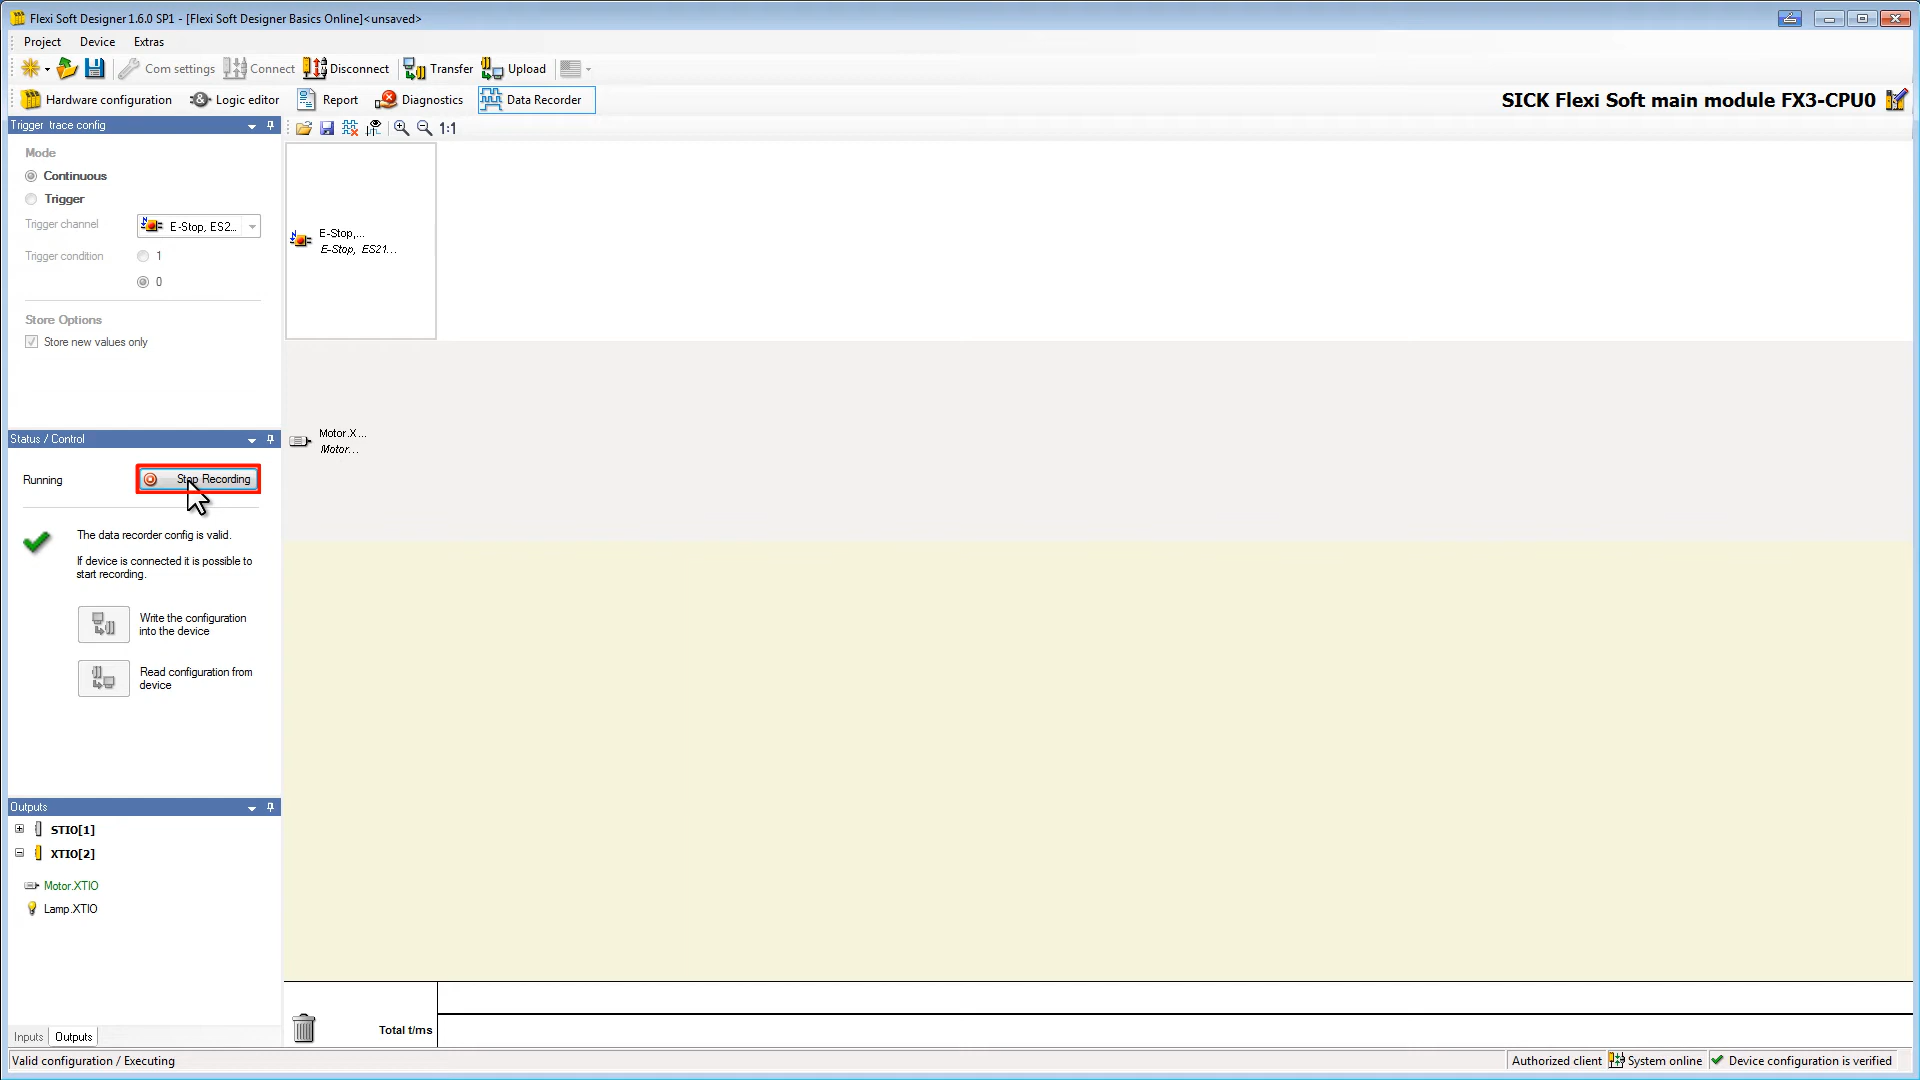 Flexi Soft Designer 1.6.0 SP1 - [Flexi Soft Designer Basics Online]<unsaved>
Project Device Extras
Com settings Connect Disconnect Transfer Upload
Hardware configuration Logic editor Report Diagnostics Data Recorder SICK Flexi Soft main module FX3-CPU0
Trigger trace config
1:1
Mode
Continuous
Trigger
Trigger channel E-Stop, ES2...
Trigger condition 1
0
Store Options
Store new values only
E-Stop,...
E-Stop, ES21...
Motor.X...
Motor...
Status / Control
Running Stop Recording
The data recorder config is valid.
If device is connected it is possible to
start recording.
Write the configuration
into the device
Read configuration from
device
Outputs
STIO[1]
XTIO[2]
Motor.XTIO
Lamp.XTIO
Total t/ms
Inputs Outputs
Valid configuration / Executing Authorized client System online Device configuration is verified